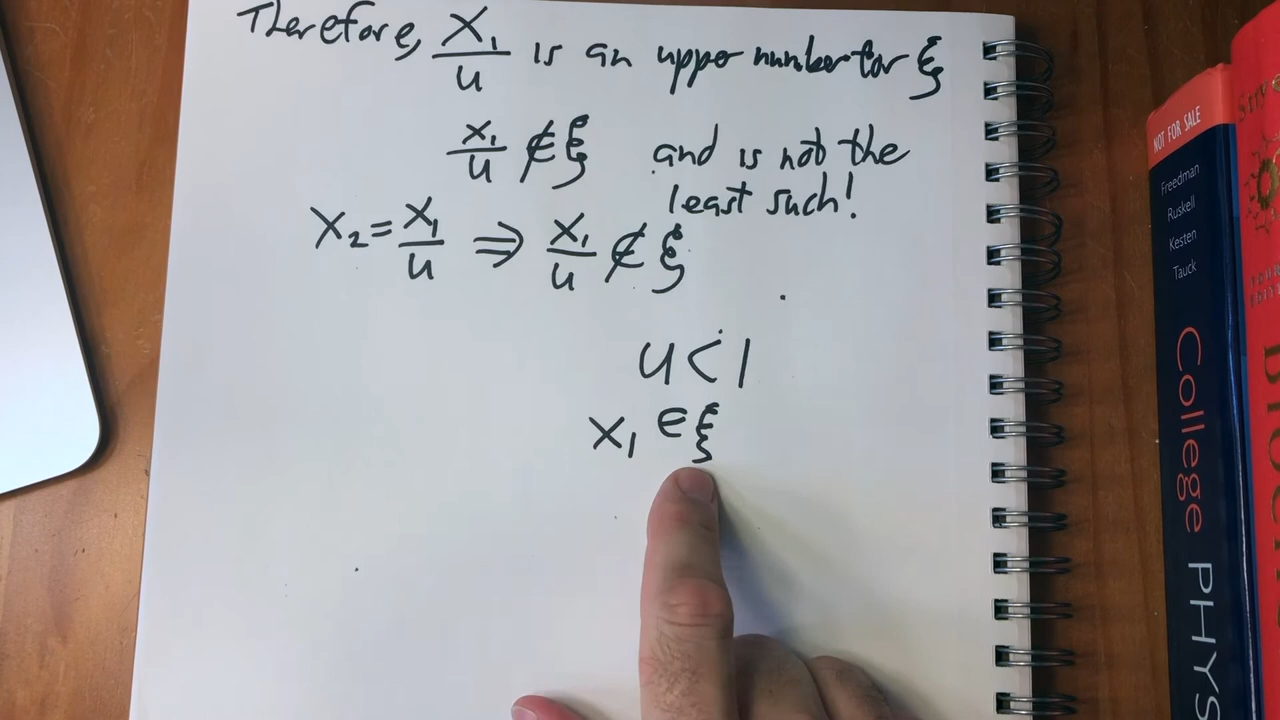 Therefore, X₁/u is an upper number for ξ
x₁/u ∉ ξ and is not the
least such!
X₂ = X₁/u ⇒ X₁/u ∉ ξ
u < 1
X₁ ∈ ξ
NOT FOR SALE
Freedman
Ruskell
Kesten
Tauck
College PHYS